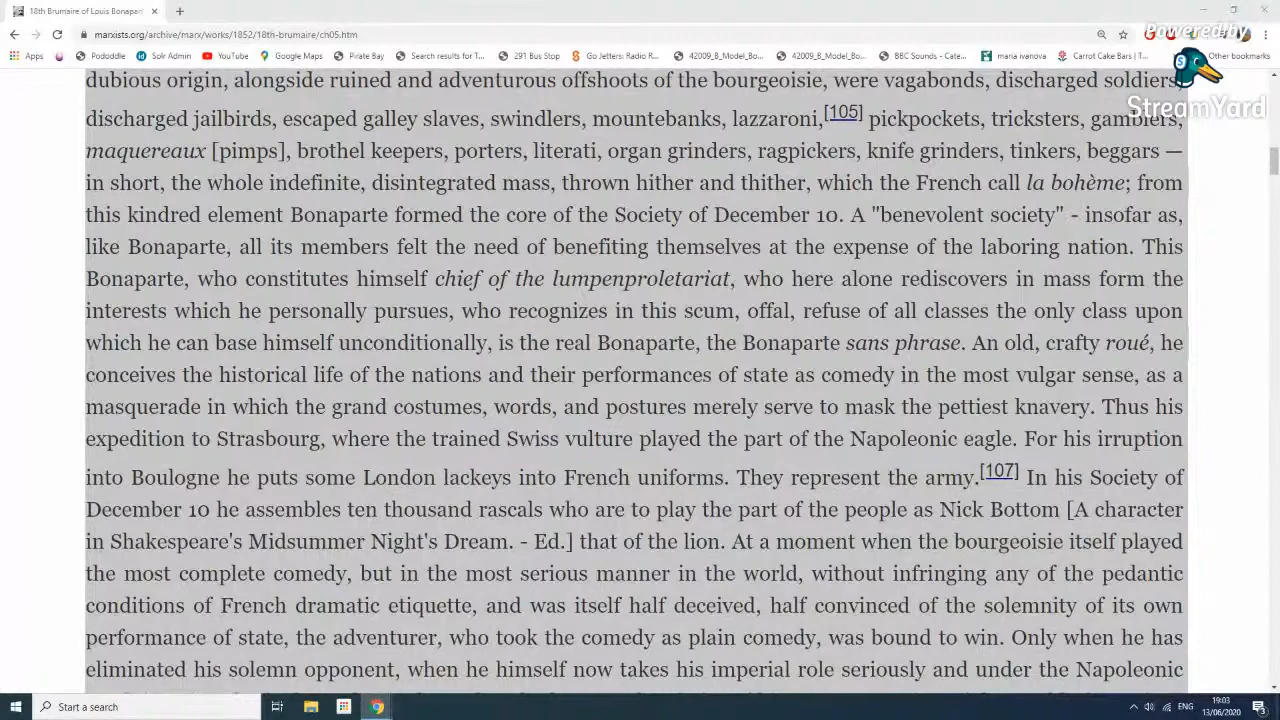 18th Brumaire of Louis Bonapar
marxists.org/archive/marx/works/1852/18th-brumaire/ch05.htm
Powered by
Apps Pododddo Solr Admin YouTube Google Maps Pirate Bay Search results for T... 291 Bus Stop Go Jetters: Radio R... 42009_B_Model_Bo... 42009_B_Model_Bo... BBC Sounds - Cate... maria ivanova Carrot Cake Bars | T... Other bookmarks
StreamYard
dubious origin, alongside ruined and adventurous offshoots of the bourgeoisie, were vagabonds, discharged soldiers,
discharged jailbirds, escaped galley slaves, swindlers, mountebanks, lazzaroni,[105] pickpockets, tricksters, gamblers,
maquereaux [pimps], brothel keepers, porters, literati, organ grinders, ragpickers, knife grinders, tinkers, beggars —
in short, the whole indefinite, disintegrated mass, thrown hither and thither, which the French call la bohème; from
this kindred element Bonaparte formed the core of the Society of December 10. A "benevolent society" - insofar as,
like Bonaparte, all its members felt the need of benefiting themselves at the expense of the laboring nation. This
Bonaparte, who constitutes himself chief of the lumpenproletariat, who here alone rediscovers in mass form the
interests which he personally pursues, who recognizes in this scum, offal, refuse of all classes the only class upon
which he can base himself unconditionally, is the real Bonaparte, the Bonaparte sans phrase. An old, crafty roué, he
conceives the historical life of the nations and their performances of state as comedy in the most vulgar sense, as a
masquerade in which the grand costumes, words, and postures merely serve to mask the pettiest knavery. Thus his
expedition to Strasbourg, where the trained Swiss vulture played the part of the Napoleonic eagle. For his irruption
into Boulogne he puts some London lackeys into French uniforms. They represent the army.[107] In his Society of
December 10 he assembles ten thousand rascals who are to play the part of the people as Nick Bottom [A character
in Shakespeare's Midsummer Night's Dream. - Ed.] that of the lion. At a moment when the bourgeoisie itself played
the most complete comedy, but in the most serious manner in the world, without infringing any of the pedantic
conditions of French dramatic etiquette, and was itself half deceived, half convinced of the solemnity of its own
performance of state, the adventurer, who took the comedy as plain comedy, was bound to win. Only when he has
eliminated his solemn opponent, when he himself now takes his imperial role seriously and under the Napoleonic
Start a search
ENG
19:03
13/06/2020
3